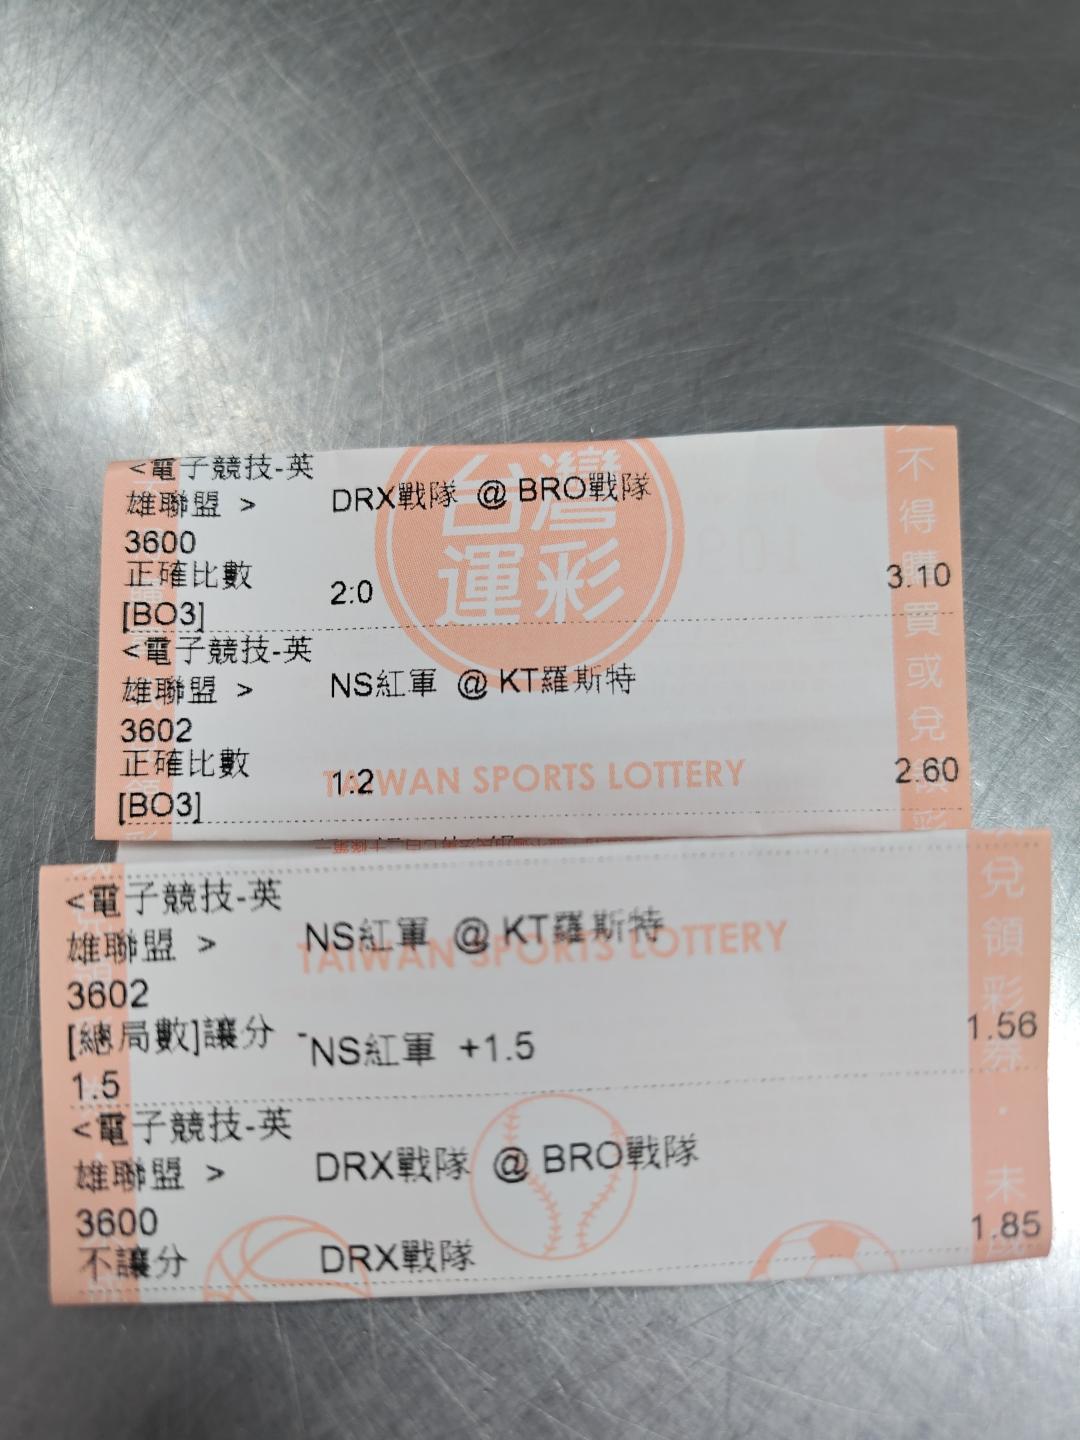 <電子競技-英
雄聯盟 > DRX戰隊 @ BRO戰隊
3600
正確比數 2:0 3.10
[BO3]
<電子競技-英
雄聯盟 > NS紅軍 @ KT羅斯特
3602
正確比數 1:2 2.60
[BO3]
台灣
運彩
TAIWAN SPORTS LOTTERY
不得購買或兌領彩
<電子競技-英
雄聯盟 > NS紅軍 @ KT羅斯特
3602
[總局數]讓分 - NS紅軍 +1.5 1.56
1.5
<電子競技-英
雄聯盟 > DRX戰隊 @ BRO戰隊
3600
不讓分 DRX戰隊 1.85
TAIWAN SPORTS LOTTERY
兌領彩券·未